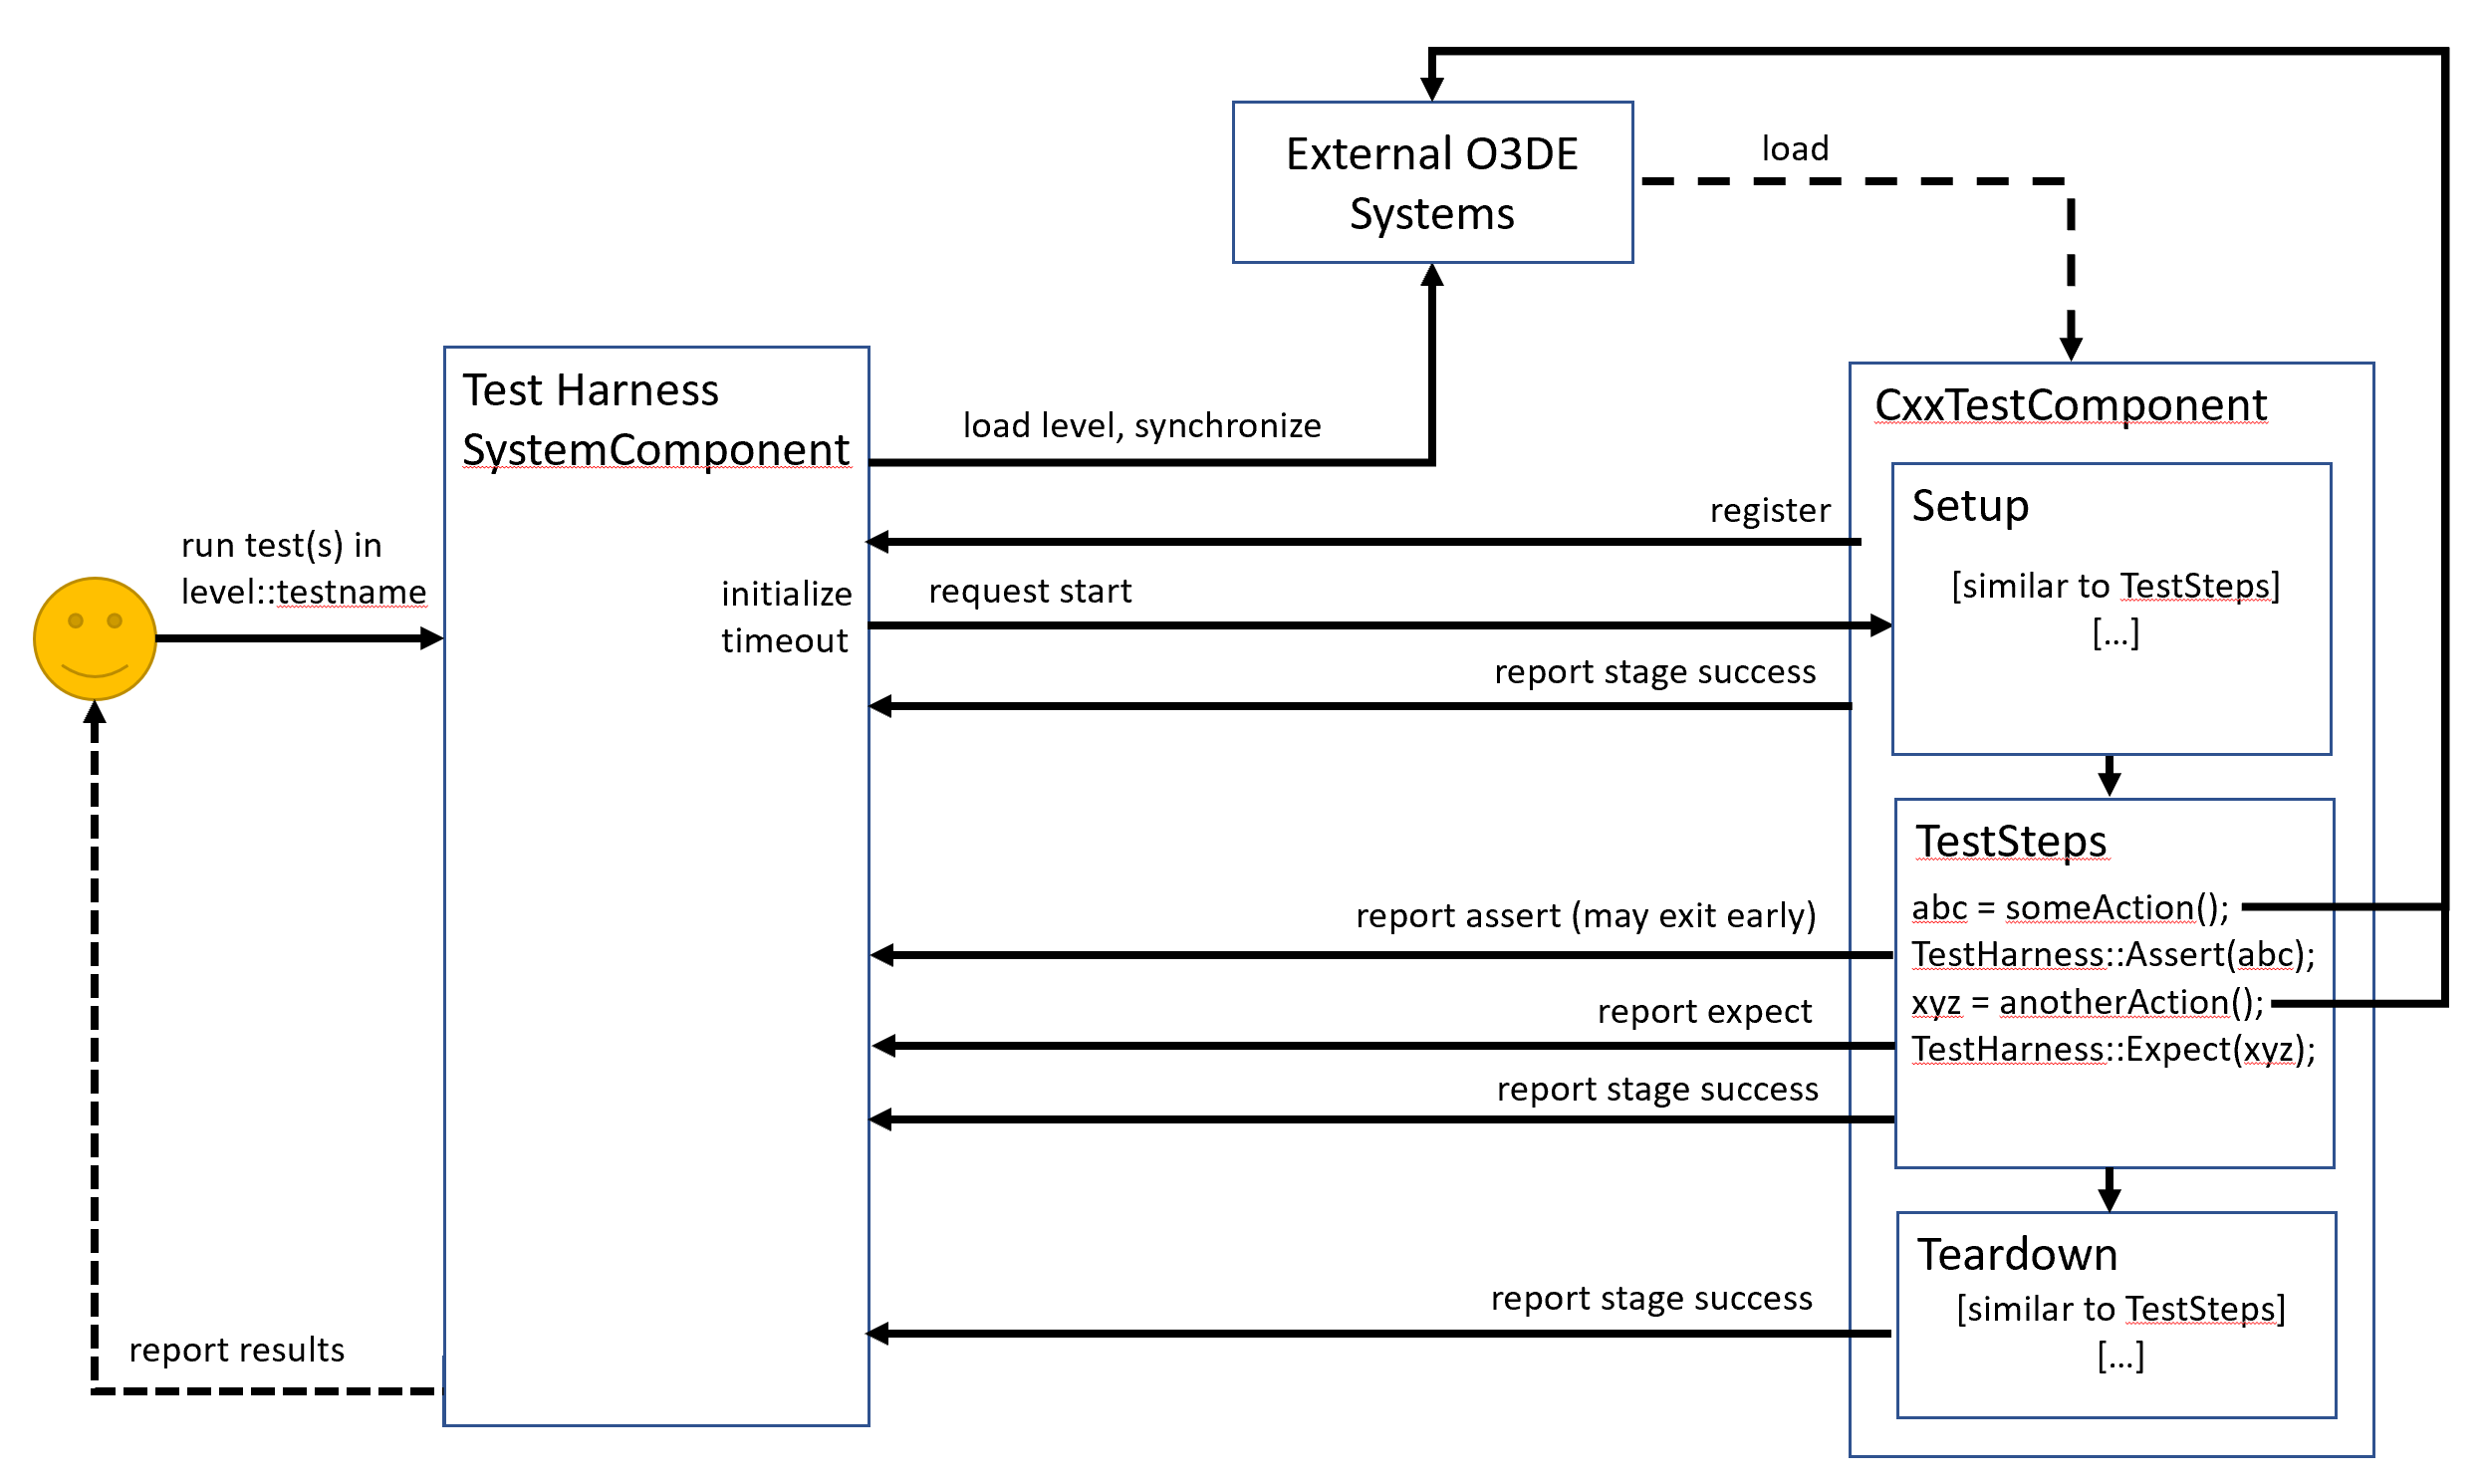 External O3DE
Systems
load
Test Harness
SystemComponent
load level, synchronize
CxxTestComponent
register
Setup
run test(s) in
level::testname
initialize
timeout
request start
[similar to TestSteps]
[...]
report stage success
TestSteps
report assert (may exit early)
abc = someAction();
TestHarness::Assert(abc);
xyz = anotherAction();
TestHarness::Expect(xyz);
report expect
report stage success
Teardown
[similar to TestSteps]
[...]
report stage success
report results